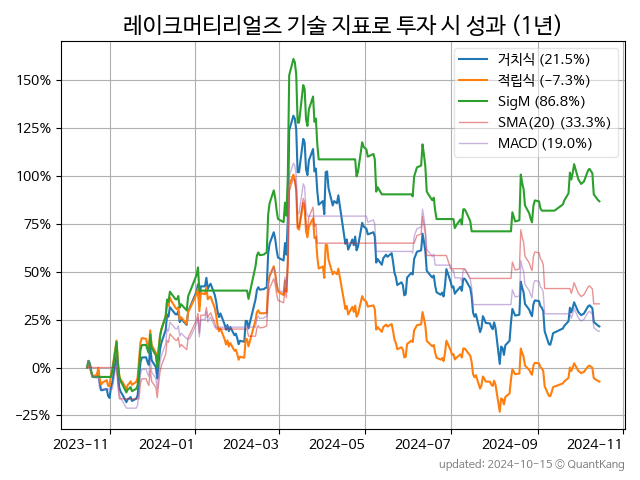 레이크머티리얼즈 기술 지표로 투자 시 성과 (1년)
거치식 (21.5%)
적립식 (−7.3%)
SigM (86.8%)
SMA(20) (33.3%)
MACD (19.0%)
150%
125%
100%
75%
50%
25%
0%
−25%
2023-11 2024-01 2024-03 2024-05 2024-07 2024-09 2024-11
updated: 2024-10-15 © QuantKang